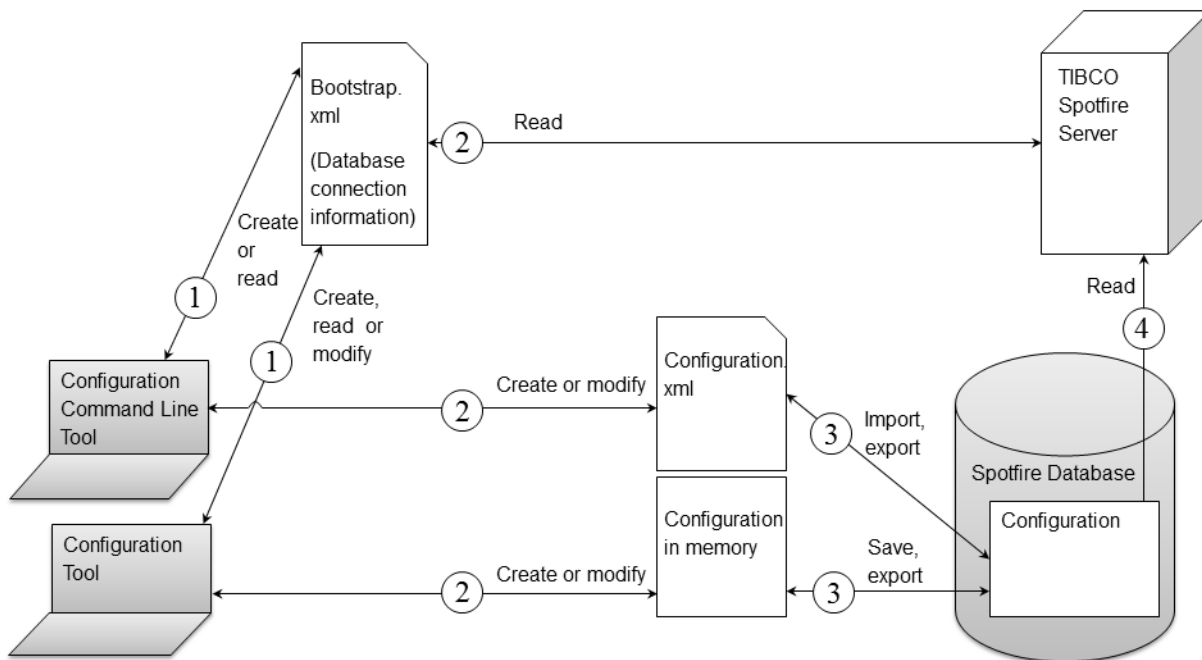 Bootstrap.
xml
(Database
connection
information)
2
Read
TIBCO
Spotfire
Server
Create
or
read
1
Create,
read or
modify
1
Read
4
Configuration
Command Line
Tool
2
Create or modify
Configuration.
xml
3
Import,
export
Spotfire Database
Configuration
Configuration
Tool
2
Create or modify
Configuration
in memory
3
Save,
export